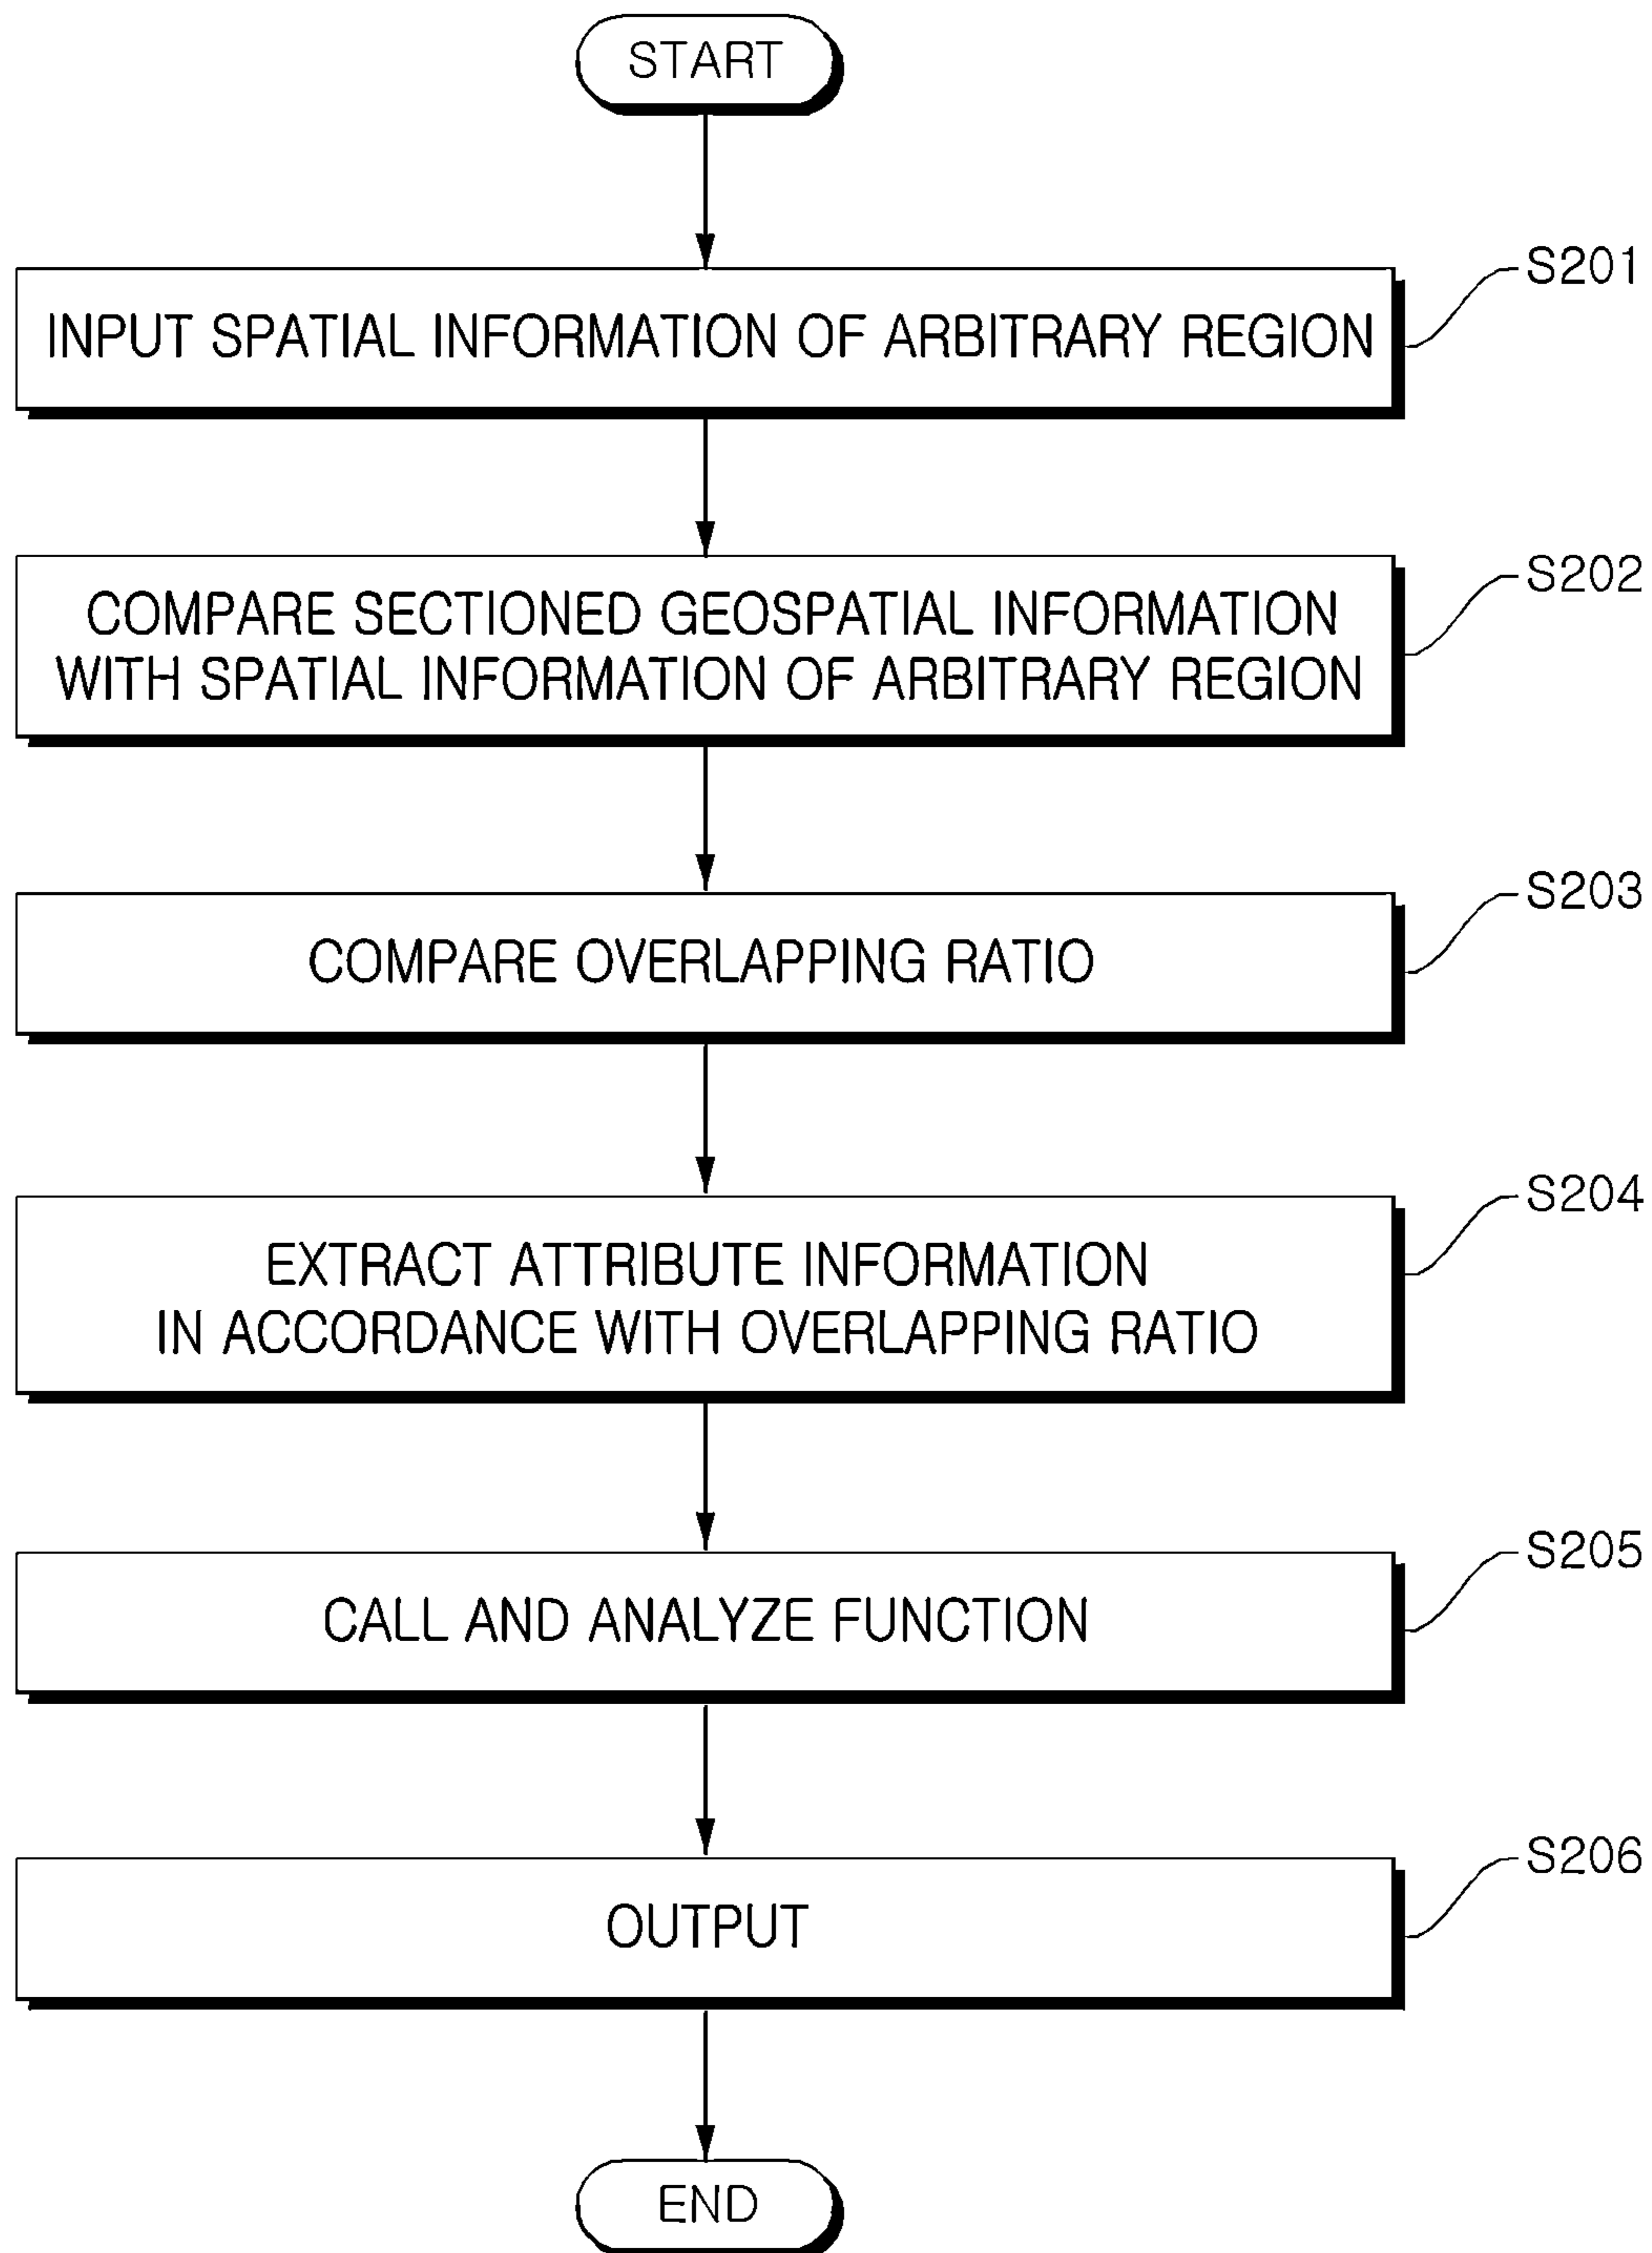 START
S201
INPUT SPATIAL INFORMATION OF ARBITRARY REGION
S202
COMPARE SECTIONED GEOSPATIAL INFORMATION
WITH SPATIAL INFORMATION OF ARBITRARY REGION
S203
COMPARE OVERLAPPING RATIO
S204
EXTRACT ATTRIBUTE INFORMATION
IN ACCORDANCE WITH OVERLAPPING RATIO
S205
CALL AND ANALYZE FUNCTION
S206
OUTPUT
END